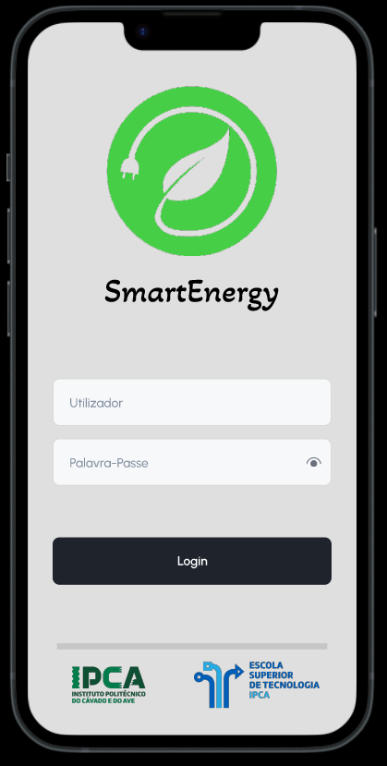 SmartEnergy
Utilizador
Palavra-Passe
Login
IPCA
INSTITUTO POLITÉCNICO
DO CÁVADO E DO AVE
ESCOLA
SUPERIOR
DE TECNOLOGIA
IPCA